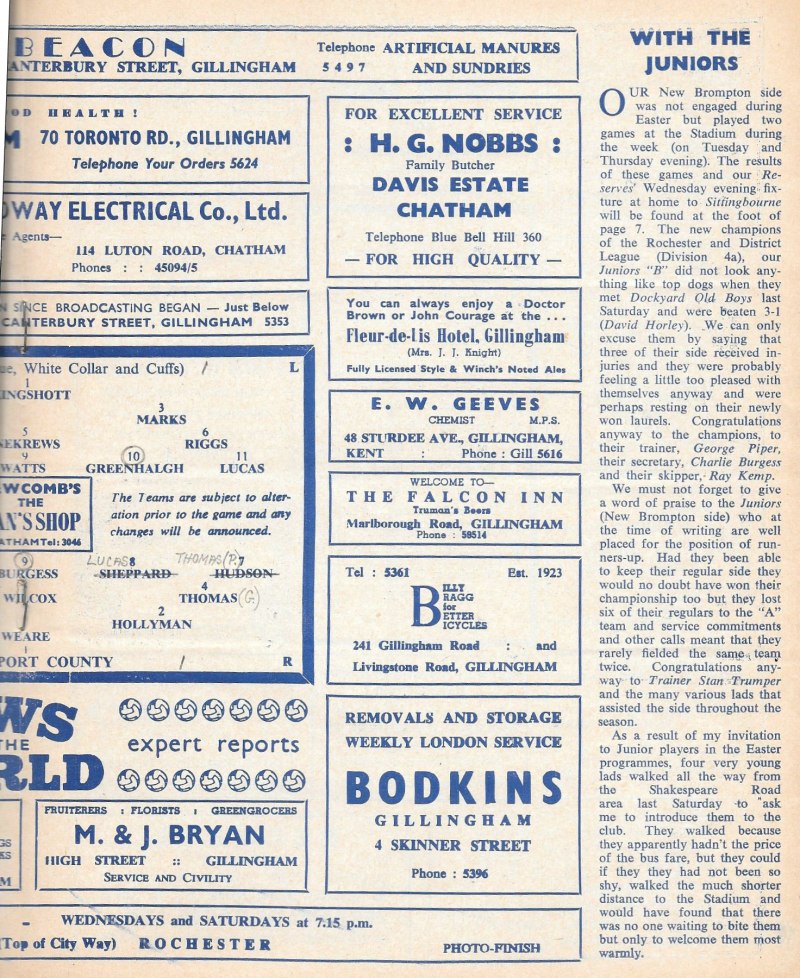 BEACON
CANTERBURY STREET, GILLINGHAM
Telephone
5497
ARTIFICIAL MANURES
AND SUNDRIES
OD HEALTH!
M 70 TORONTO RD., GILLINGHAM
Telephone Your Orders 5624
WAY ELECTRICAL Co., Ltd.
e Agents—
114 LUTON ROAD, CHATHAM
Phones : : 45094/5
N SINCE BROADCASTING BEGAN — Just Below
CANTERBURY STREET, GILLINGHAM 5353
ue, White Collar and Cuffs) / L
1
INGSHOTT
3
MARKS
5 6
EKREWS RIGGS
9 10 11
WATTS GREENHALGH LUCAS
WCOMB'S
THE
AN'S SHOP
ATHAM Tel: 3046
The Teams are subject to alter-
ation prior to the game and any
changes will be announced.
LUCAS THOMAS (P.)
9 8 7
BURGESS SHEPPARD HUDSON
4
WILCOX THOMAS (G)
2
HOLLYMAN
WEARE
1
PORT COUNTY / R
WS
THE
RLD
expert reports
FRUITERERS : FLORISTS : GREENGROCERS
M. & J. BRYAN
HIGH STREET :: GILLINGHAM
SERVICE AND CIVILITY
GS
KS
M
FOR EXCELLENT SERVICE
: H. G. NOBBS :
Family Butcher
DAVIS ESTATE
CHATHAM
Telephone Blue Bell Hill 360
— FOR HIGH QUALITY —
You can always enjoy a Doctor
Brown or John Courage at the ...
Fleur-de-lis Hotel, Gillingham
(Mrs. J. J. Knight)
Fully Licensed Style & Winch's Noted Ales
E. W. GEEVES
CHEMIST M.P.S.
48 STURDEE AVE., GILLINGHAM,
KENT : Phone : Gill 5616
WELCOME TO—
THE FALCON INN
Truman's Beers
Marlborough Road, GILLINGHAM
Phone : 58514
Tel : 5361 Est. 1923
BILLY
RAGG
for
ETTER
ICYCLES
241 Gillingham Road : and
Livingstone Road, GILLINGHAM
REMOVALS AND STORAGE
WEEKLY LONDON SERVICE
BODKINS
GILLINGHAM
4 SKINNER STREET
Phone : 5396
– WEDNESDAYS and SATURDAYS at 7.15 p.m.
(Top of City Way) ROCHESTER PHOTO-FINISH
WITH THE
JUNIORS
OUR New Brompton side
was not engaged during
Easter but played two
games at the Stadium during
the week (on Tuesday and
Thursday evening). The results
of these games and our Re-
serves' Wednesday evening fix-
ture at home to Sittingbourne
will be found at the foot of
page 7. The new champions
of the Rochester and District
League (Division 4a), our
Juniors "B" did not look any-
thing like top dogs when they
met Dockyard Old Boys last
Saturday and were beaten 3-1
(David Horley). We can only
excuse them by saying that
three of their side received in-
juries and they were probably
feeling a little too pleased with
themselves anyway and were
perhaps resting on their newly
won laurels. Congratulations
anyway to the champions, to
their trainer, George Piper,
their secretary, Charlie Burgess
and their skipper, Ray Kemp.
We must not forget to give
a word of praise to the Juniors
(New Brompton side) who at
the time of writing are well
placed for the position of run-
ners-up. Had they been able
to keep their regular side they
would no doubt have won their
championship too but they lost
six of their regulars to the "A"
team and service commitments
and other calls meant that they
rarely fielded the same team
twice. Congratulations any-
way to Trainer Stan Trumper
and the many various lads that
assisted the side throughout the
season.
As a result of my invitation
to Junior players in the Easter
programmes, four very young
lads walked all the way from
the Shakespeare Road
area last Saturday to ask
me to introduce them to the
club. They walked because
they apparently hadn't the price
of the bus fare, but they could
if they they had not been so
shy, walked the much shorter
distance to the Stadium and
would have found that there
was no one waiting to bite them
but only to welcome them most
warmly.